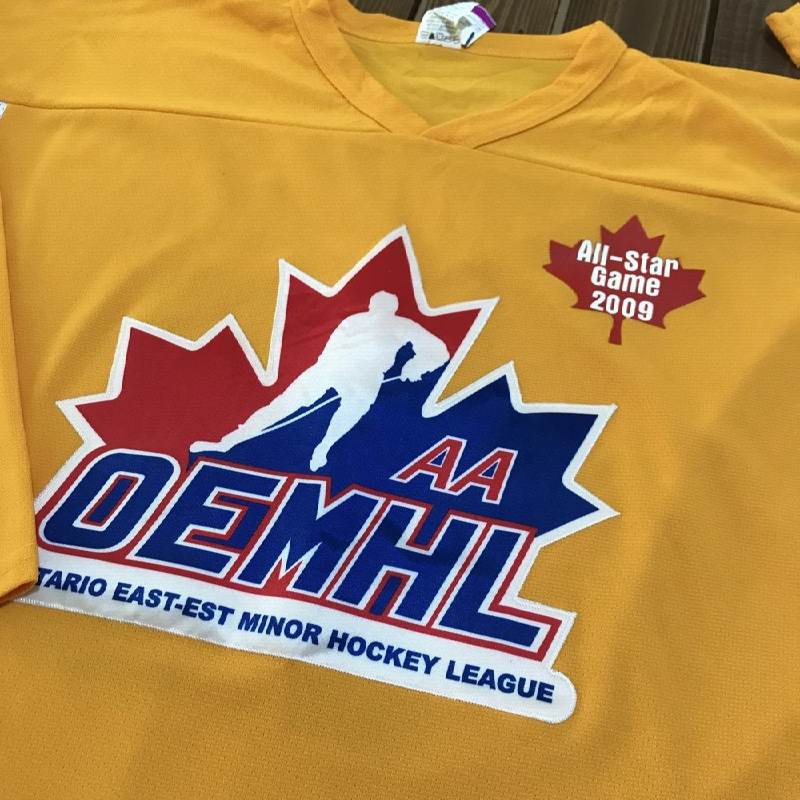 All-Star
Game
2009
AA
OEMHL
TARIO EAST-EST MINOR HOCKEY LEAGUE